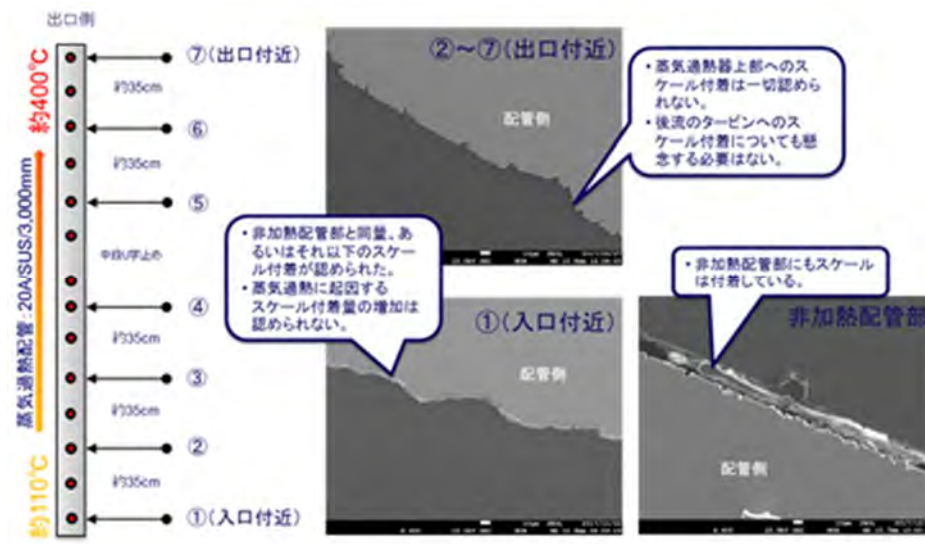 出口側
約400℃
蒸気過熱配管：20A/SUS/3,000mm
約110℃
⑦(出口付近)
約35cm
⑥
約35cm
⑤
④
約35cm
③
約35cm
②
約35cm
①(入口付近)
②～⑦(出口付近)
配管側
・蒸気過熱器上部へのス
ケール付着は一切認めら
れない。
・後流のタービンへのス
ケール付着についても懸
念する必要はない。
・非加熱配管部と同量、あ
るいはそれ以下のスケー
ル付着が認められた。
・蒸気過熱に起因する
スケール付着量の増加は
認められない。
①(入口付近)
配管側
・非加熱配管部にもスケール
は付着している。
非加熱配管部
配管側